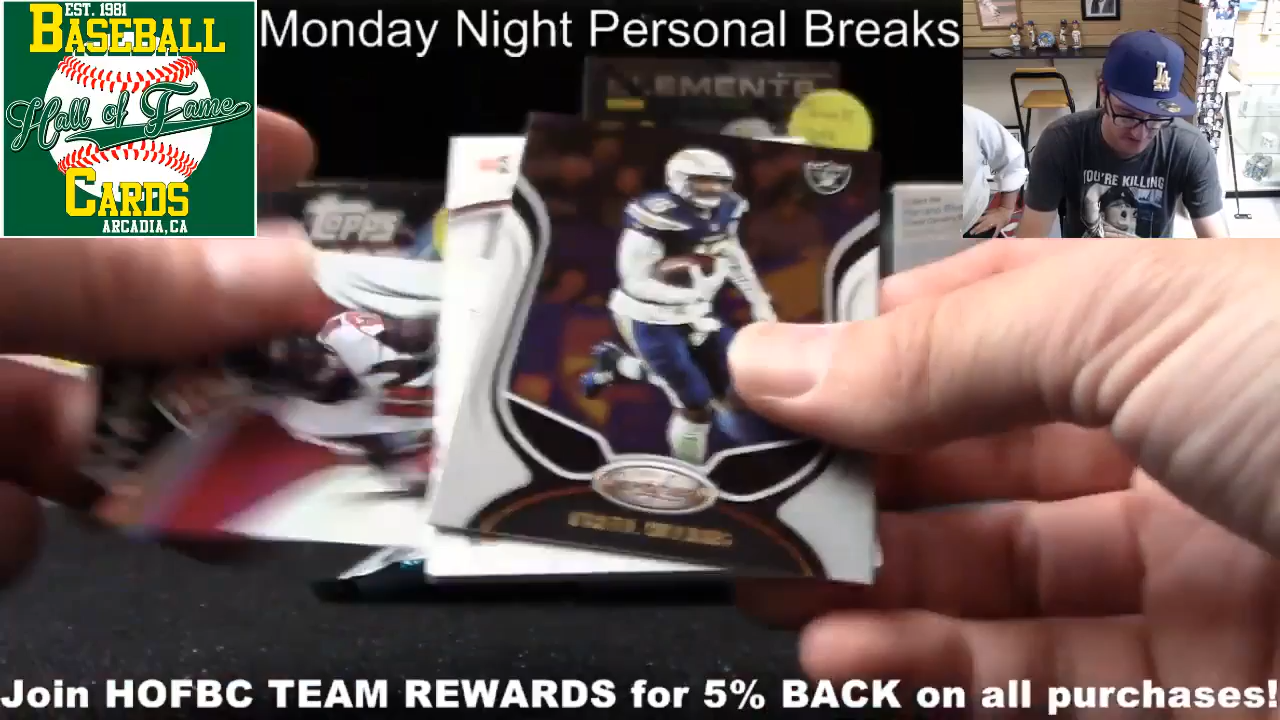 EST. 1981
BASEBALL
Hall of Fame
CARDS
ARCADIA, CA
Monday Night Personal Breaks
ELEMENTS
TOPPS
LA
YOU'RE KILLING
Join HOFBC TEAM REWARDS for 5% BACK on all purchases!